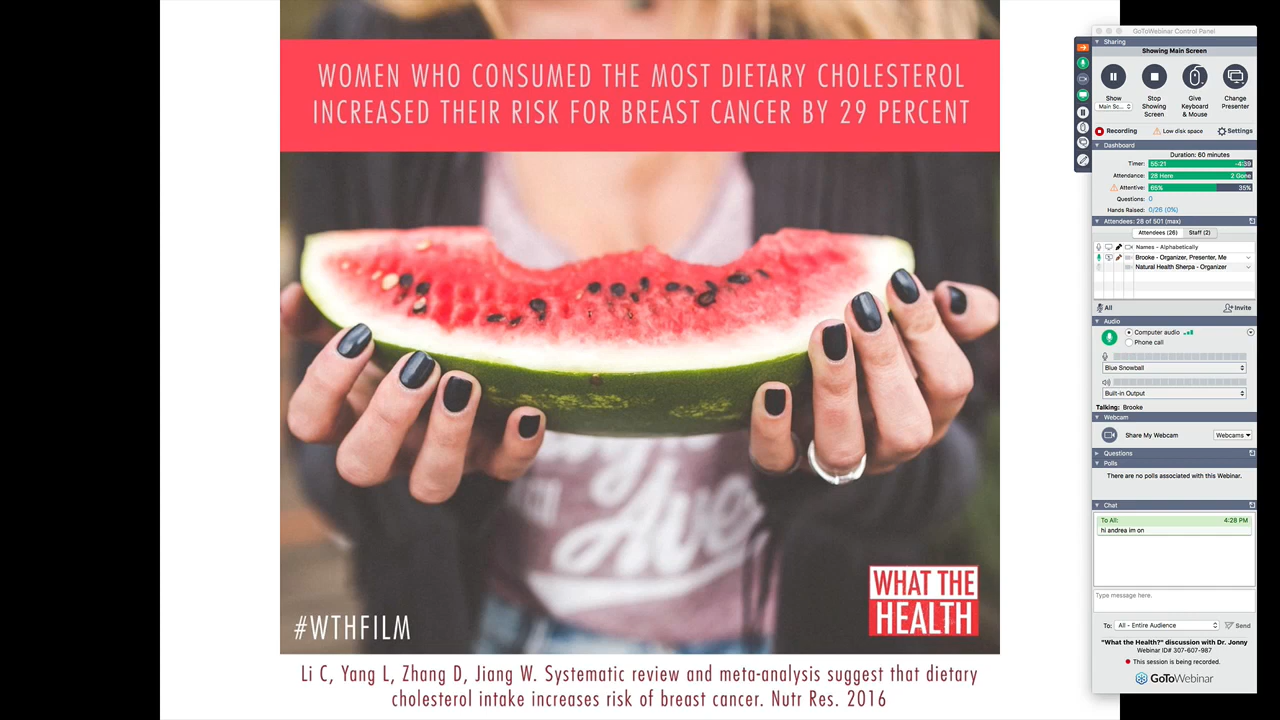 WOMEN WHO CONSUMED THE MOST DIETARY CHOLESTEROL
INCREASED THEIR RISK FOR BREAST CANCER BY 29 PERCENT
#WTHFILM
WHAT THE
HEALTH
Li C, Yang L, Zhang D, Jiang W. Systematic review and meta-analysis suggest that dietary
cholesterol intake increases risk of breast cancer. Nutr Res. 2016
GoToWebinar Control Panel
Sharing
Showing Main Screen
Show
Main Sc...
Stop
Showing
Screen
Give
Keyboard
& Mouse
Change
Presenter
Recording
Low disk space
Settings
Dashboard
Duration: 60 minutes
Timer: 55:21 -4:39
Attendance: 28 Here 2 Gone
Attentive: 65% 35%
Questions: 0
Hands Raised: 0/26 (0%)
Attendees: 28 of 501 (max)
Attendees (26) Staff (2)
Names - Alphabetically
Brooke - Organizer, Presenter, Me
Natural Health Sherpa - Organizer
All Invite
Audio
Computer audio
Phone call
Blue Snowball
Built-in Output
Talking: Brooke
Webcam
Share My Webcam Webcams
Questions
Polls
There are no polls associated with this Webinar.
Chat
To All: 4:28 PM
hi andrea im on
Type message here.
To: All - Entire Audience Send
"What the Health?" discussion with Dr. Jonny
Webinar ID# 307-607-987
This session is being recorded.
GoToWebinar